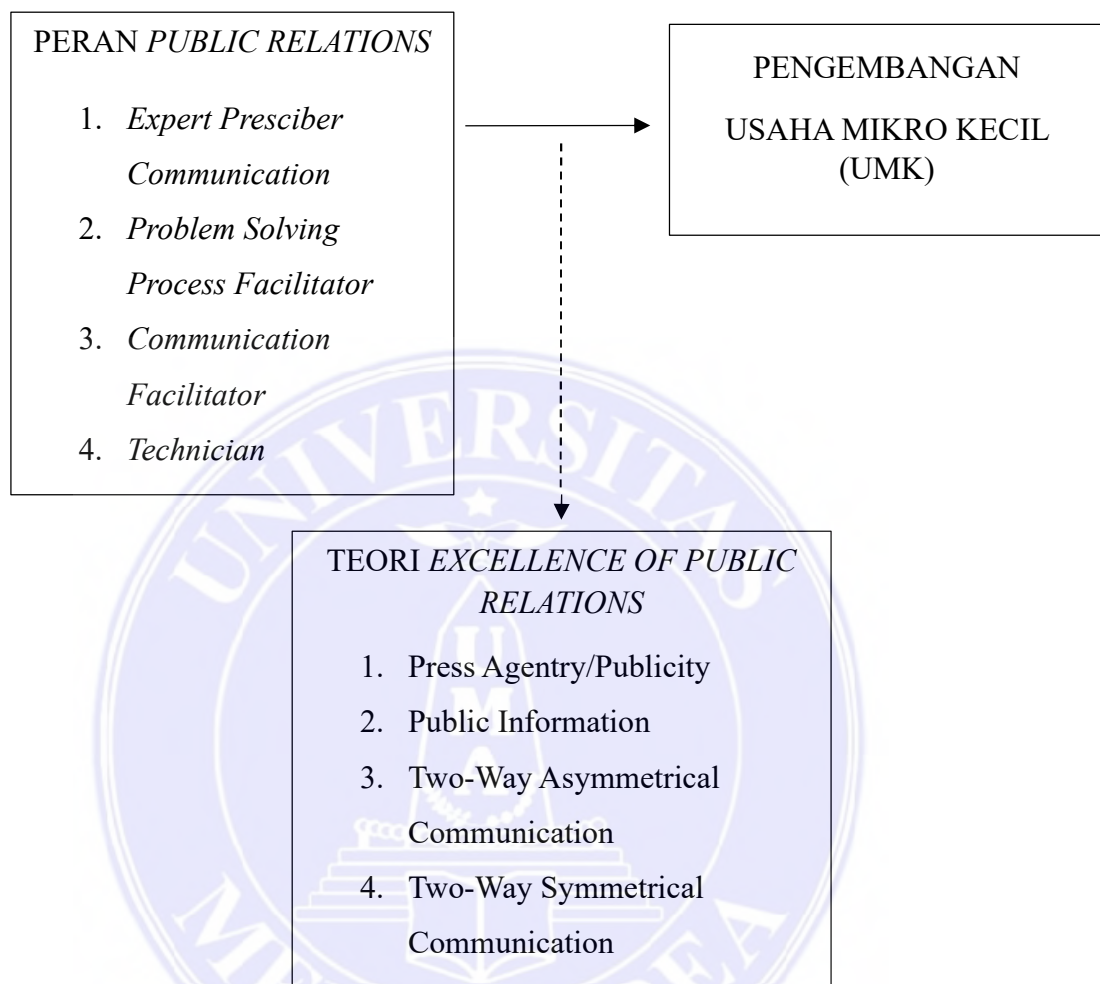 PERAN PUBLIC RELATIONS
1. Expert Presciber
Communication
2. Problem Solving
Process Facilitator
3. Communication
Facilitator
4. Technician
PENGEMBANGAN
USAHA MIKRO KECIL
(UMK)
TEORI EXCELLENCE OF PUBLIC
RELATIONS
1. Press Agentry/Publicity
2. Public Information
3. Two-Way Asymmetrical
Communication
4. Two-Way Symmetrical
Communication
UNIVERSITAS
UMA